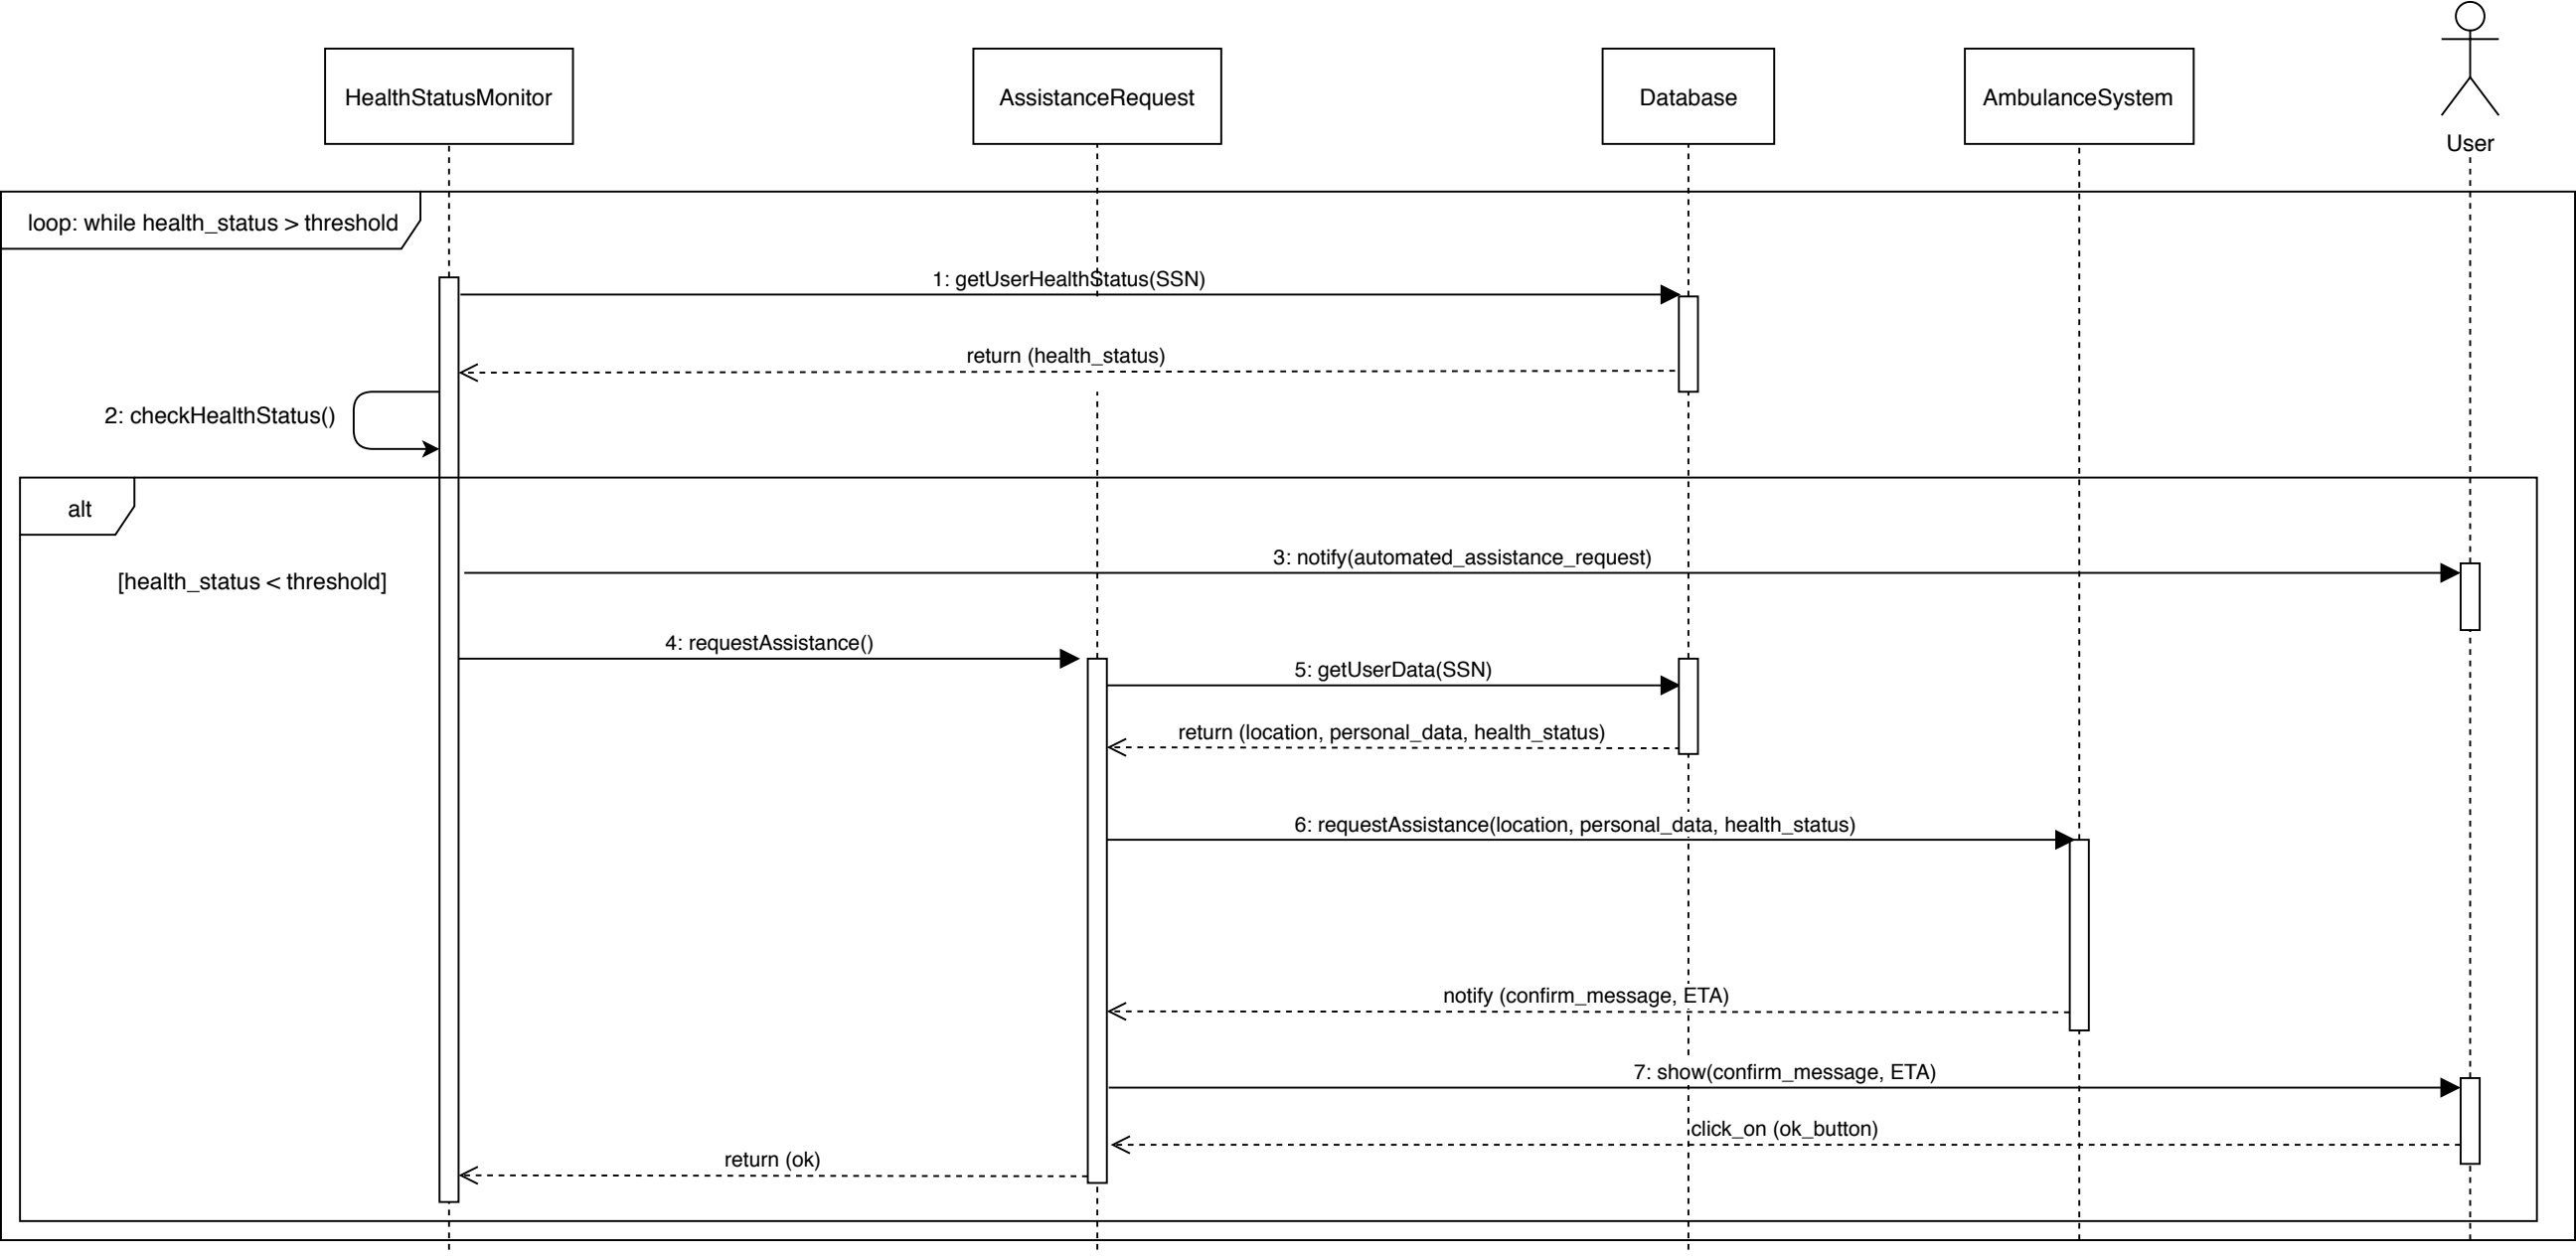 HealthStatusMonitor
AssistanceRequest
Database
AmbulanceSystem
User
loop: while health_status > threshold
1: getUserHealthStatus(SSN)
return (health_status)
2: checkHealthStatus()
alt
3: notify(automated_assistance_request)
[health_status < threshold]
4: requestAssistance()
5: getUserData(SSN)
return (location, personal_data, health_status)
6: requestAssistance(location, personal_data, health_status)
notify (confirm_message, ETA)
7: show(confirm_message, ETA)
click_on (ok_button)
return (ok)